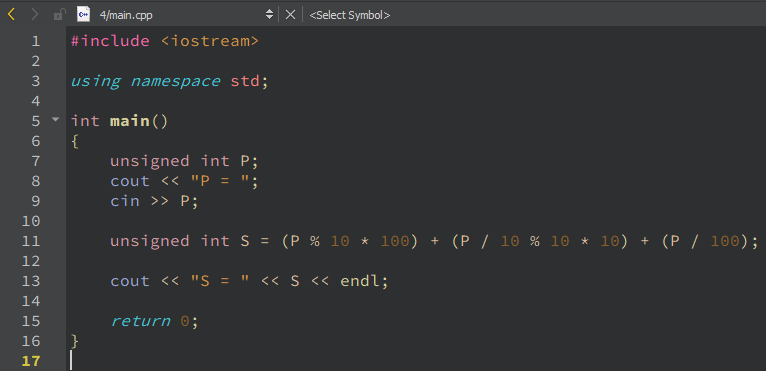 4/main.cpp <Select Symbol>
1 #include <iostream>
2
3 using namespace std;
4
5 int main()
6 {
7 unsigned int P;
8 cout << "P = ";
9 cin >> P;
10
11 unsigned int S = (P % 10 * 100) + (P / 10 % 10 * 10) + (P / 100);
12
13 cout << "S = " << S << endl;
14
15 return 0;
16 }
17